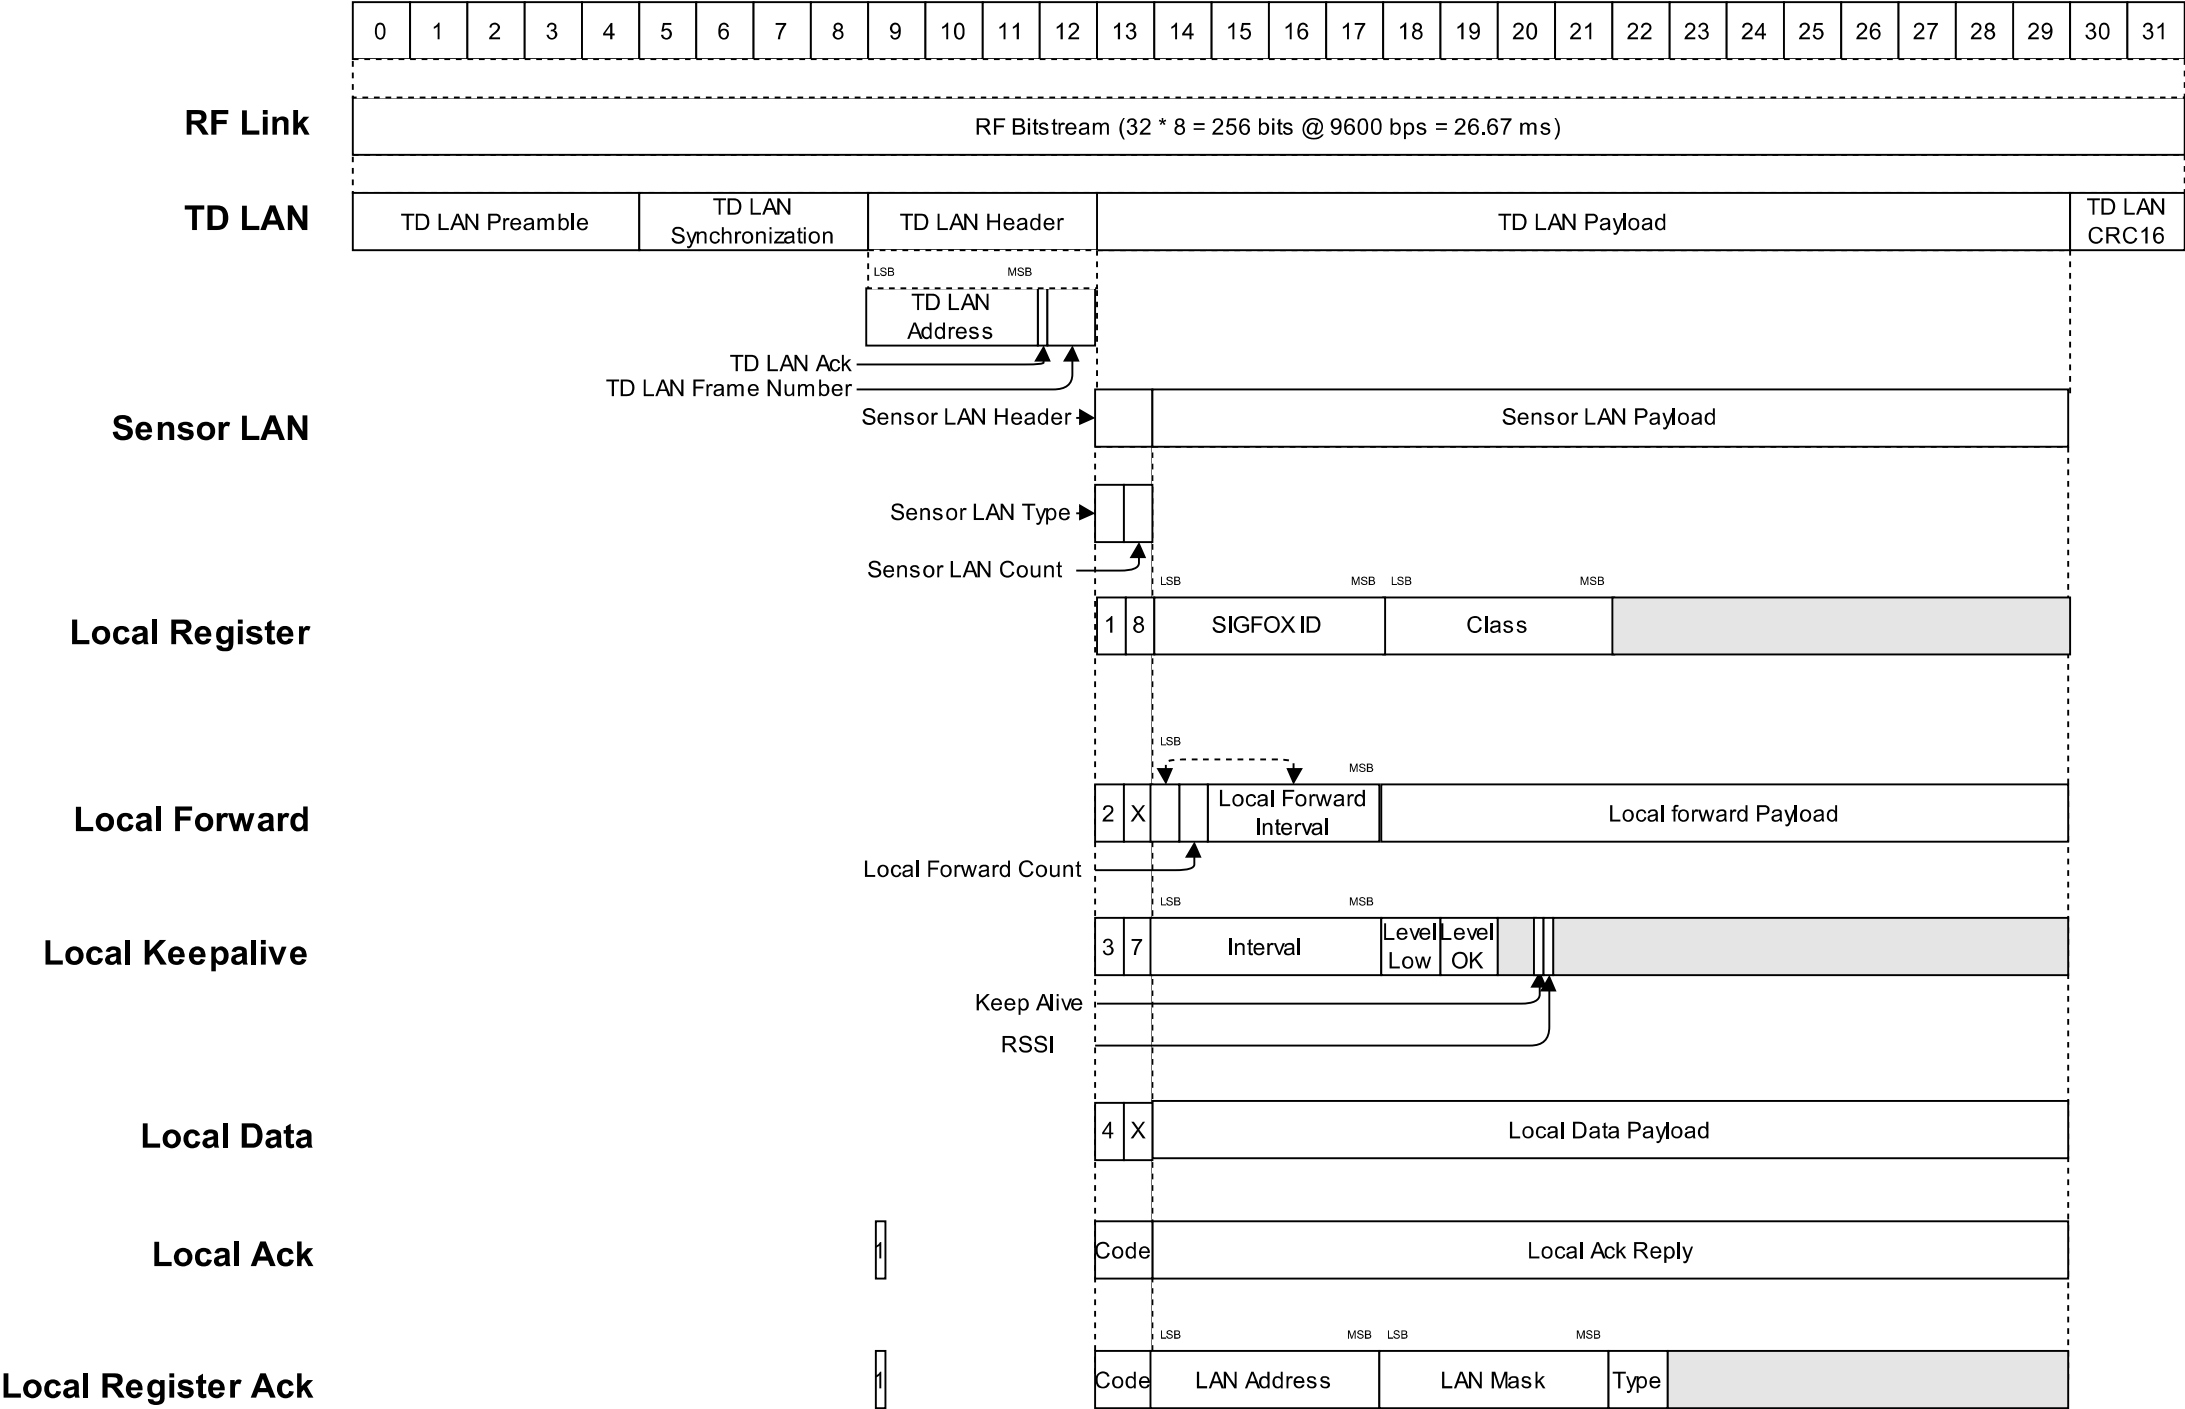 0 1 2 3 4 5 6 7 8 9 10 11 12 13 14 15 16 17 18 19 20 21 22 23 24 25 26 27 28 29 30 31
RF Link
RF Bitstream (32 * 8 = 256 bits @ 9600 bps = 26.67 ms)
TD LAN
TD LAN Preamble
TD LAN
Synchronization
TD LAN Header
TD LAN Payload
TD LAN
CRC16
LSB MSB
TD LAN
Address
TD LAN Ack
TD LAN Frame Number
Sensor LAN
Sensor LAN Header
Sensor LAN Payload
Sensor LAN Type
Sensor LAN Count
LSB MSB LSB MSB
Local Register
1 8 SIGFOX ID Class
LSB
MSB
Local Forward
2 X
Local Forward
Interval
Local forward Payload
Local Forward Count
LSB MSB
Local Keepalive
3 7 Interval
Level
Low
Level
OK
Keep Alive
RSSI
Local Data
4 X Local Data Payload
Local Ack
1 Code Local Ack Reply
LSB MSB LSB MSB
Local Register Ack
1 Code LAN Address LAN Mask Type